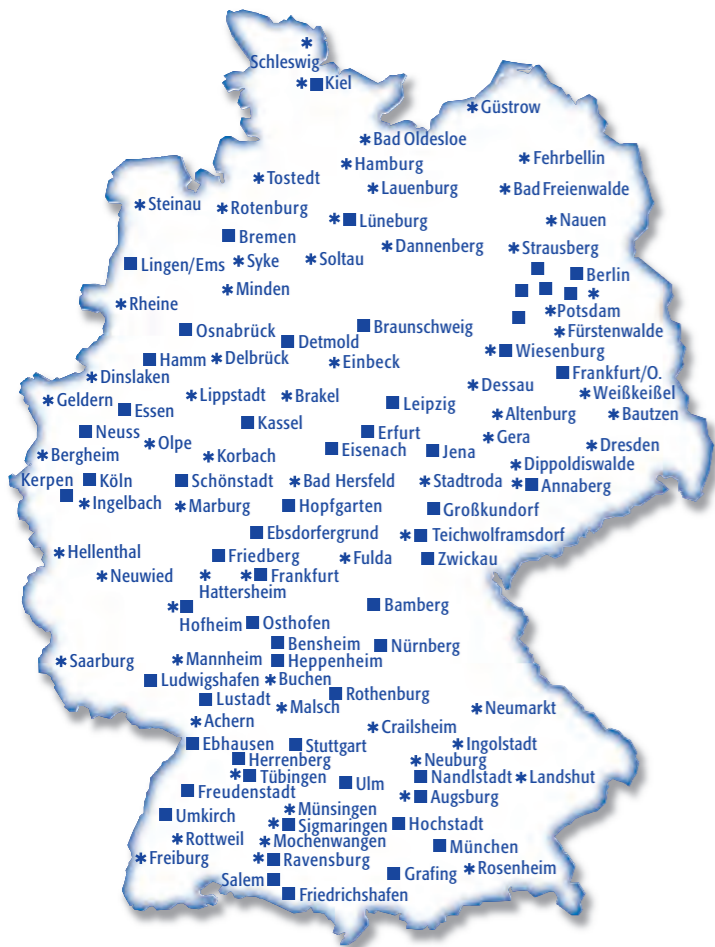 Schleswig
Kiel
Güstrow
Bad Oldesloe
Hamburg
Fehrbellin
Tostedt
Lauenburg
Bad Freienwalde
Steinau
Rotenburg
Lüneburg
Nauen
Bremen
Dannenberg
Strausberg
Lingen/Ems
Syke
Soltau
Berlin
Minden
Rheine
Potsdam
Osnabrück
Braunschweig
Fürstenwalde
Detmold
Wiesenburg
Hamm
Delbrück
Einbeck
Frankfurt/O.
Dinslaken
Dessau
Weißkeißel
Geldern
Lippstadt
Brakel
Leipzig
Essen
Altenburg
Bautzen
Kassel
Neuss
Olpe
Erfurt
Gera
Bergheim
Korbach
Eisenach
Jena
Dresden
Dippoldiswalde
Kerpen
Köln
Schönstadt
Bad Hersfeld
Stadtroda
Annaberg
Ingelbach
Marburg
Hopfgarten
Großkundorf
Ebsdorfergrund
Teichwolframsdorf
Hellenthal
Friedberg
Fulda
Zwickau
Neuwied
Frankfurt
Hattersheim
Bamberg
Hofheim
Osthofen
Bensheim
Nürnberg
Saarburg
Mannheim
Heppenheim
Ludwigshafen
Buchen
Lustadt
Rothenburg
Malsch
Neumarkt
Achern
Crailsheim
Ebhausen
Stuttgart
Ingolstadt
Herrenberg
Neuburg
Tübingen
Ulm
Nandlstadt
Landshut
Freudenstadt
Augsburg
Umkirch
Münsingen
Sigmaringen
Hochstadt
Rottweil
Mochenwangen
München
Freiburg
Ravensburg
Rosenheim
Salem
Grafing
Friedrichshafen